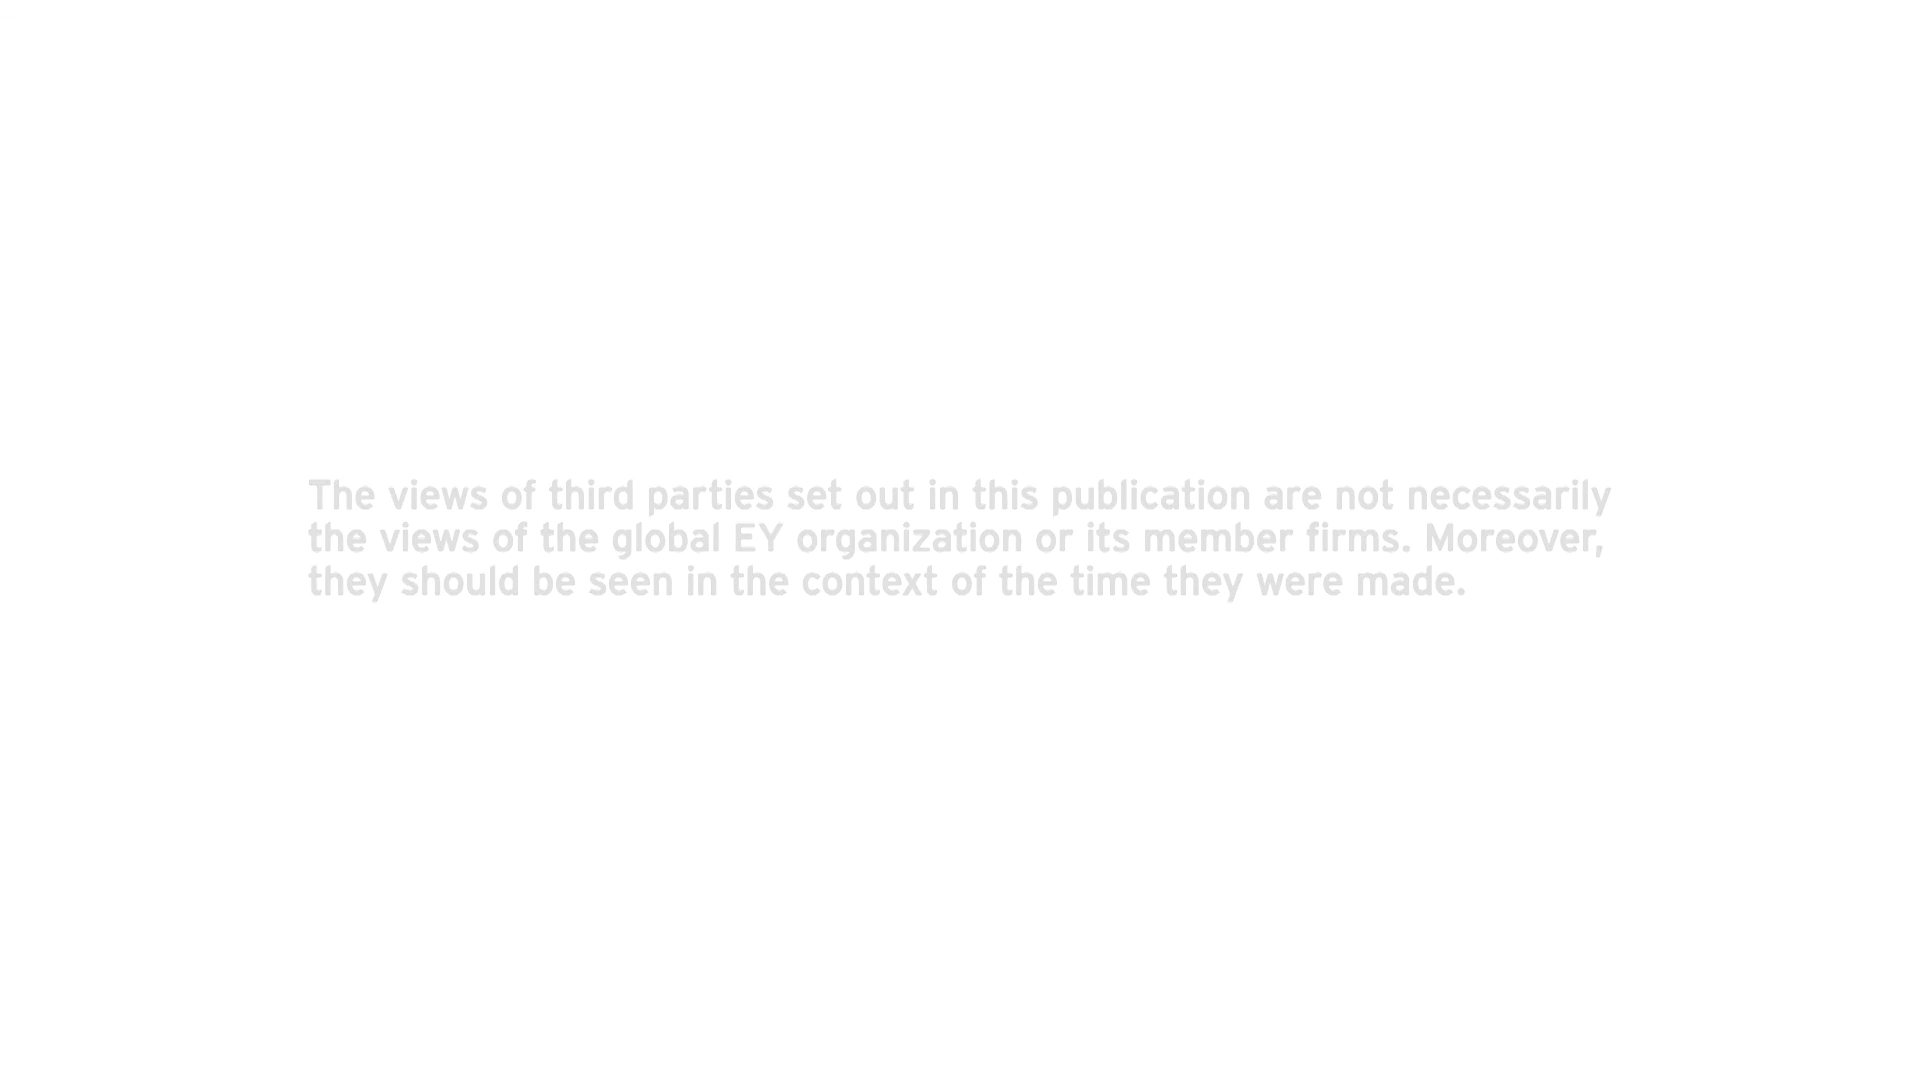 The views of third parties set out in this publication are not necessarily
the views of the global EY organization or its member firms. Moreover,
they should be seen in the context of the time they were made.